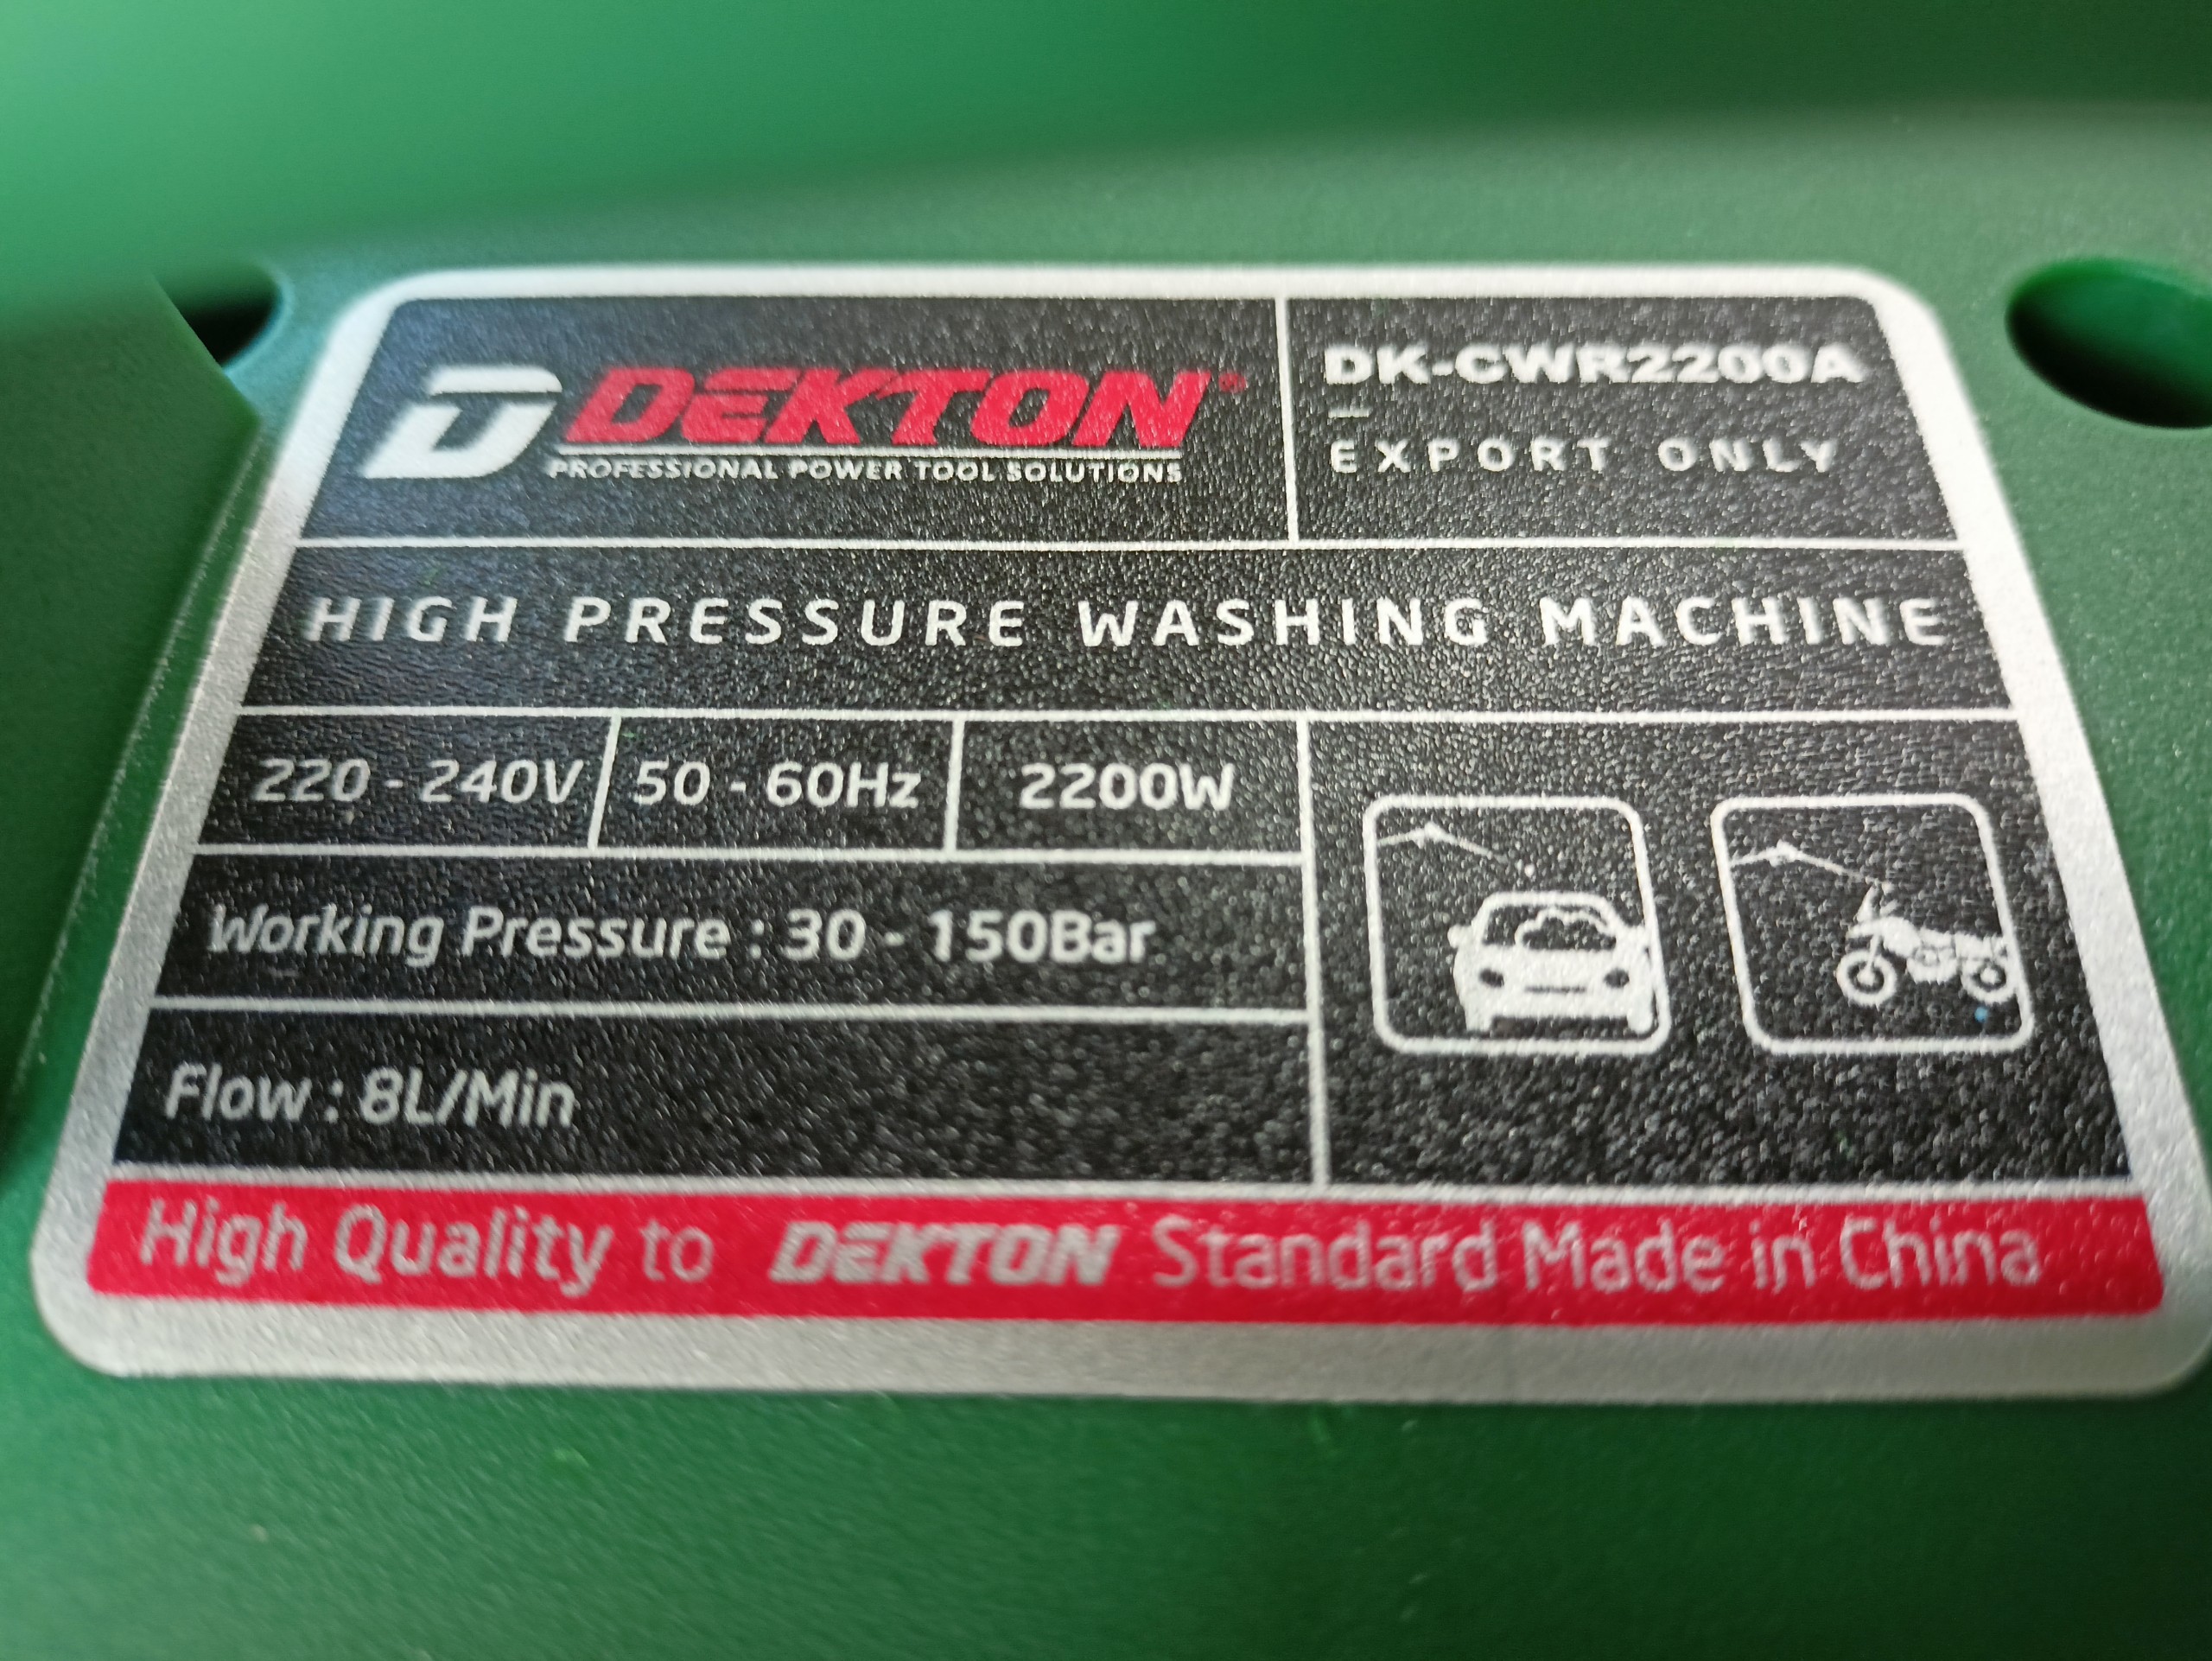 DEKTON®
PROFESSIONAL POWER TOOL SOLUTIONS
DK-CWR2200A
EXPORT ONLY
HIGH PRESSURE WASHING MACHINE
220 - 240V 50 - 60Hz 2200W
Working Pressure : 30 - 150Bar
Flow : 8L/Min
High Quality to DEKTON Standard Made in China